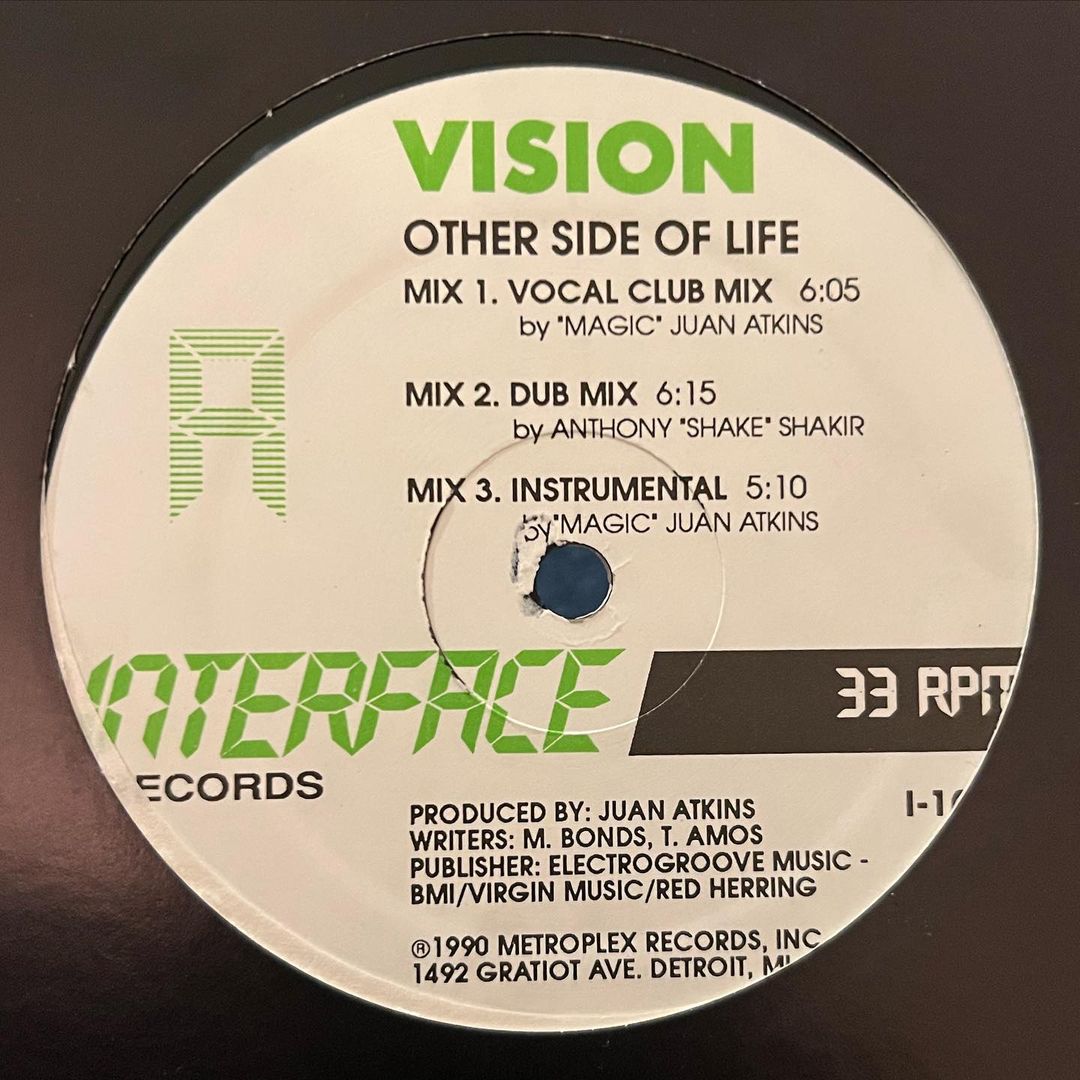 VISION
OTHER SIDE OF LIFE
MIX 1. VOCAL CLUB MIX 6:05
by "MAGIC" JUAN ATKINS
MIX 2. DUB MIX 6:15
by ANTHONY "SHAKE" SHAKIR
MIX 3. INSTRUMENTAL 5:10
by "MAGIC" JUAN ATKINS
A
INTERFACE
33 RPM
ECORDS
PRODUCED BY: JUAN ATKINS
WRITERS: M. BONDS, T. AMOS
PUBLISHER: ELECTROGROOVE MUSIC -
BMI/VIRGIN MUSIC/RED HERRING
℗1990 METROPLEX RECORDS, INC
1492 GRATIOT AVE. DETROIT, MI